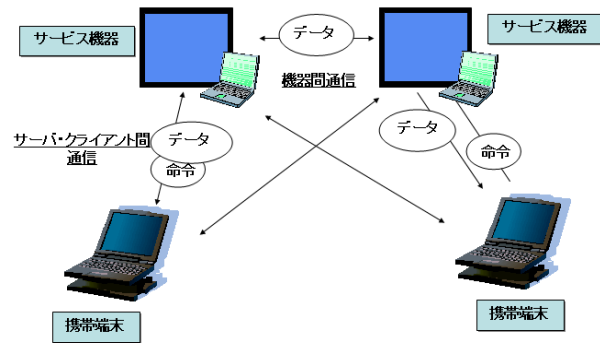 サービス機器
データ
サービス機器
機器間通信
サーバ・クライアント間
通信
データ
命令
データ
命令
携帯端末
携帯端末